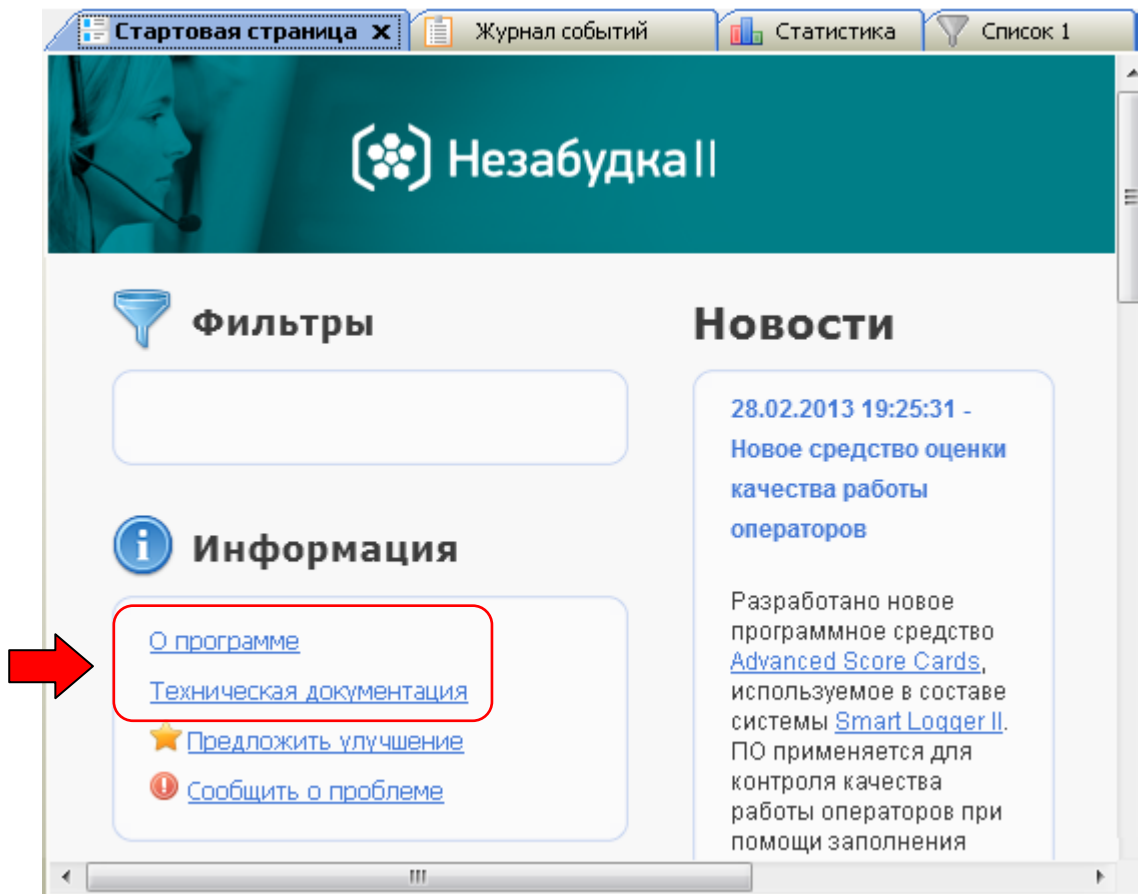 Стартовая страница x
Журнал событий
Статистика
Список 1
Незабудка II
Фильтры
Информация
О программе
Техническая документация
Предложить улучшение
Сообщить о проблеме
Новости
28.02.2013 19:25:31 -
Новое средство оценки
качества работы
операторов
Разработано новое
программное средство
Advanced Score Cards,
используемое в составе
системы Smart Logger II.
ПО применяется для
контроля качества
работы операторов при
помощи заполнения